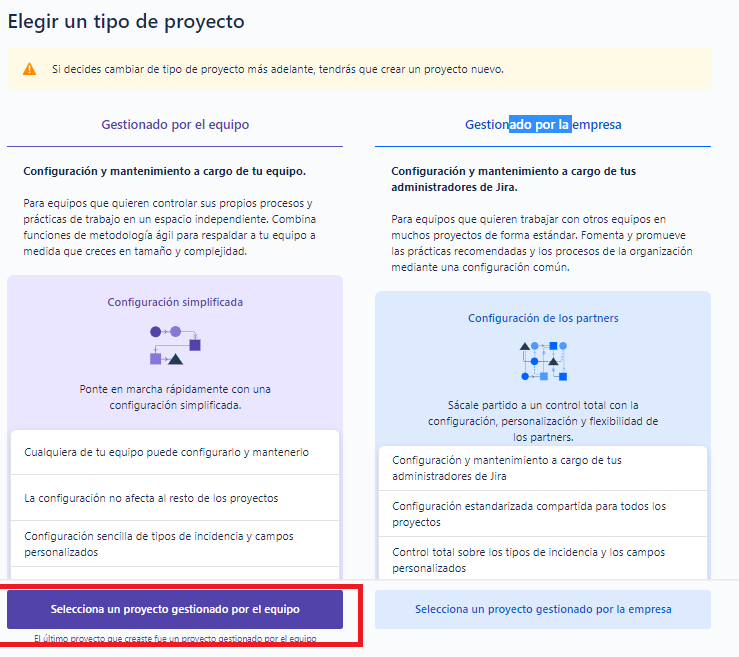 Elegir un tipo de proyecto
Si decides cambiar de tipo de proyecto más adelante, tendrás que crear un proyecto nuevo.
Gestionado por el equipo
Configuración y mantenimiento a cargo de tu equipo.
Para equipos que quieren controlar sus propios procesos y
prácticas de trabajo en un espacio independiente. Combina
funciones de metodología ágil para respaldar a tu equipo a
medida que creces en tamaño y complejidad.
Configuración simplificada
Ponte en marcha rápidamente con una
configuración simplificada.
Cualquiera de tu equipo puede configurarlo y mantenerlo
La configuración no afecta al resto de los proyectos
Configuración sencilla de tipos de incidencia y campos
personalizados
Selecciona un proyecto gestionado por el equipo
El último proyecto que creaste fue un proyecto gestionado por el equipo
Gestionado por la empresa
Configuración y mantenimiento a cargo de tus
administradores de Jira.
Para equipos que quieren trabajar con otros equipos en
muchos proyectos de forma estándar. Fomenta y promueve
las prácticas recomendadas y los procesos de la organización
mediante una configuración común.
Configuración de los partners
Sácale partido a un control total con la
configuración, personalización y flexibilidad de
los partners.
Configuración y mantenimiento a cargo de tus
administradores de Jira
Configuración estandarizada compartida para todos los
proyectos
Control total sobre los tipos de incidencia y los campos
personalizados
Selecciona un proyecto gestionado por la empresa